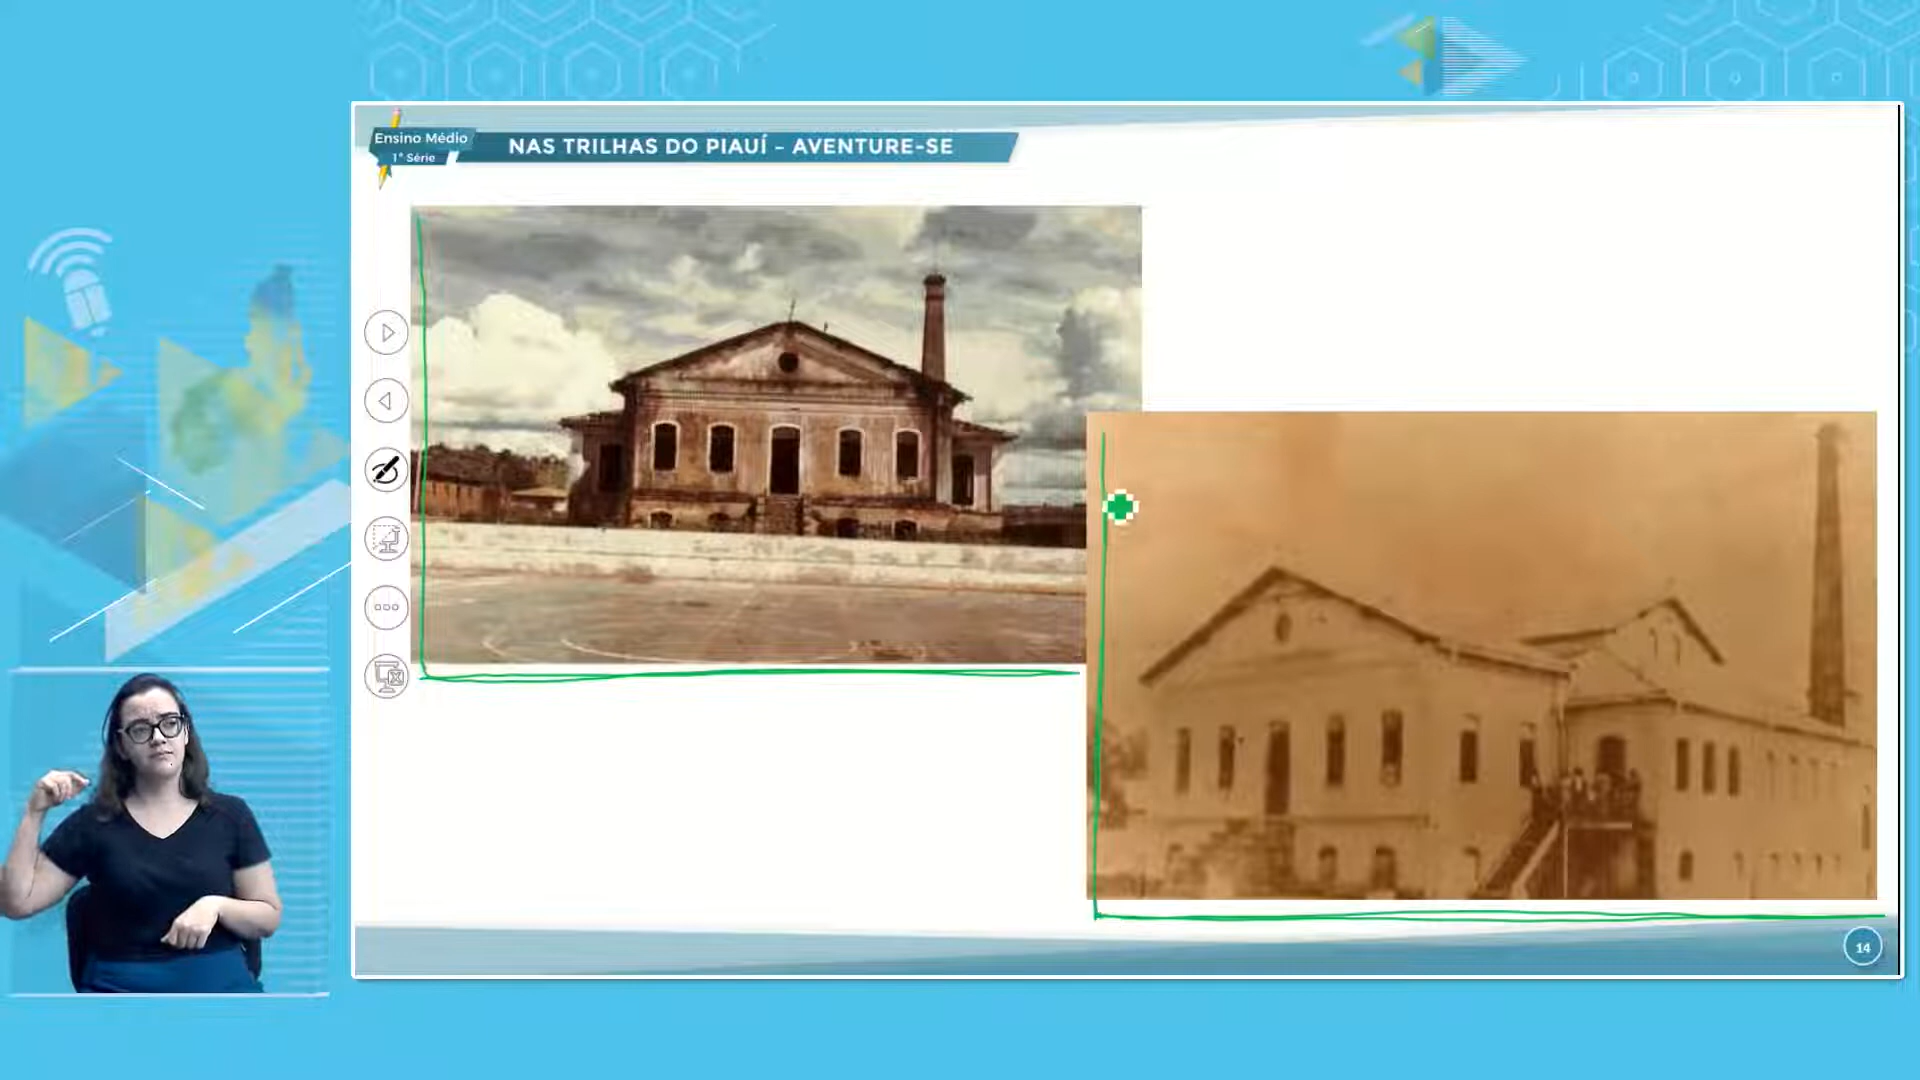 Ensino Médio
1ª Série
NAS TRILHAS DO PIAUÍ – AVENTURE-SE
14